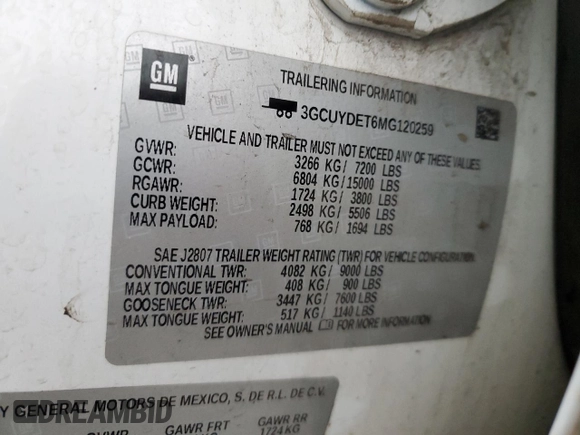 GM
TRAILERING INFORMATION
3GCUYDET6MG120259
VEHICLE AND TRAILER MUST NOT EXCEED ANY OF THESE VALUES
GVWR: 3266 KG/ 7200 LBS
GCWR: 6804 KG/15000 LBS
RGAWR: 1724 KG/ 3800 LBS
CURB WEIGHT: 2498 KG/ 5506 LBS
MAX PAYLOAD: 768 KG/ 1694 LBS
SAE J2807 TRAILER WEIGHT RATING (TWR) FOR VEHICLE CONFIGURATION
CONVENTIONAL TWR: 4082 KG/ 9000 LBS
MAX TONGUE WEIGHT: 408 KG/ 900 LBS
GOOSENECK TWR: 3447 KG/ 7600 LBS
MAX TONGUE WEIGHT: 517 KG/ 1140 LBS
SEE OWNER'S MANUAL FOR MORE INFORMATION
Y GENERAL MOTORS DE MEXICO, S. DE R.L. DE C.V.
GVWR GAWR FRT GAWR RR
1724 KG
DREAMBID